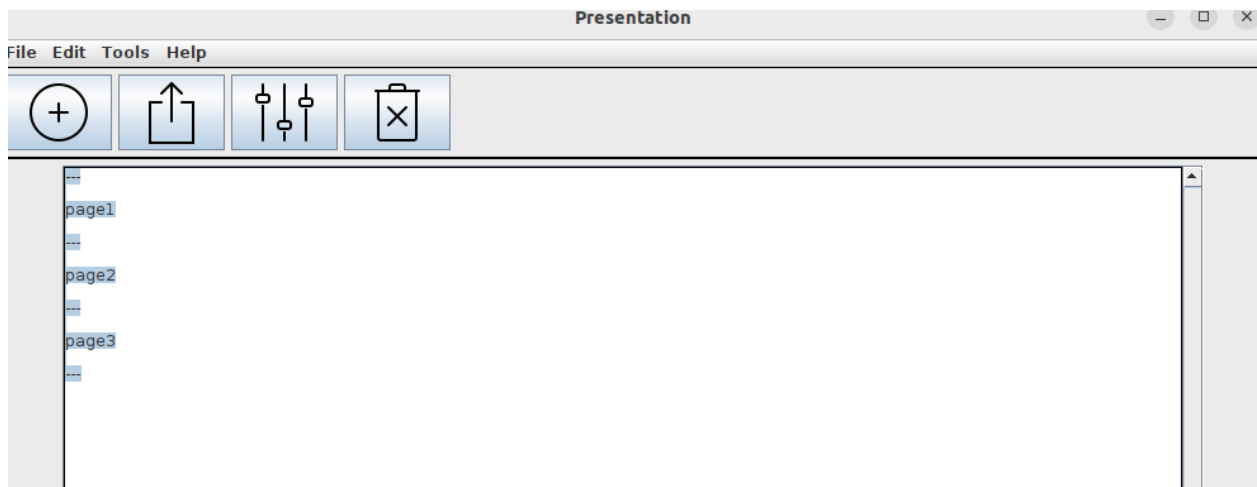 Presentation
File Edit Tools Help
---
page1
---
page2
---
page3
---